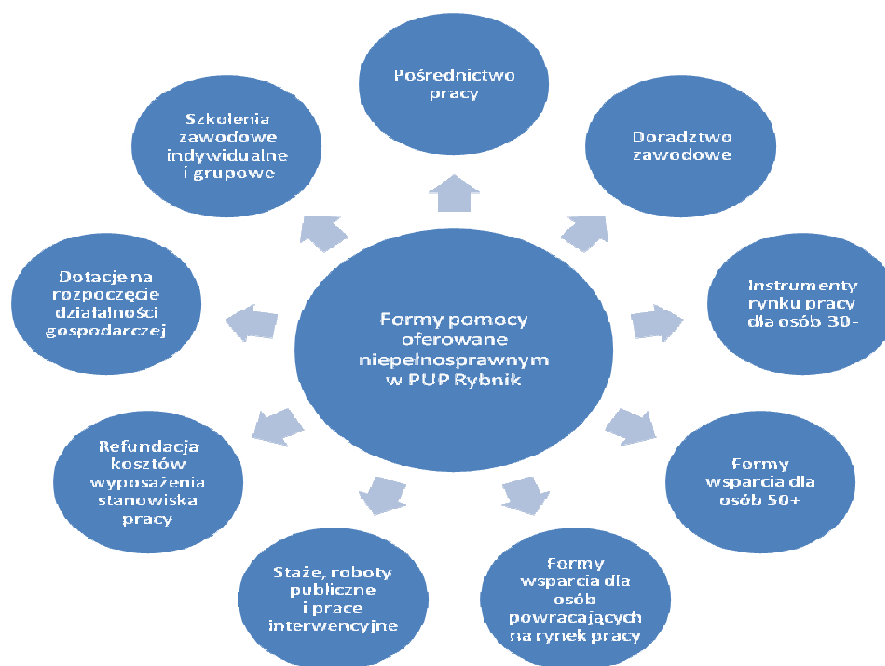 Pośrednictwo
pracy
Doradztwo
zawodowe
Instrumenty
rynku pracy
dla osób 30-
Formy
wsparcia dla
osób 50+
Formy
wsparcia dla
osób
powracających
na rynek pracy
Staże, roboty
publiczne
i prace
interwencyjne
Refundacja
kosztów
wyposażenia
stanowiska
pracy
Dotacje na
rozpoczęcie
działalności
gospodarczej
Szkolenia
zawodowe
indywidualne
i grupowe
Formy pomocy
oferowane
niepełnosprawnym
w PUP Rybnik